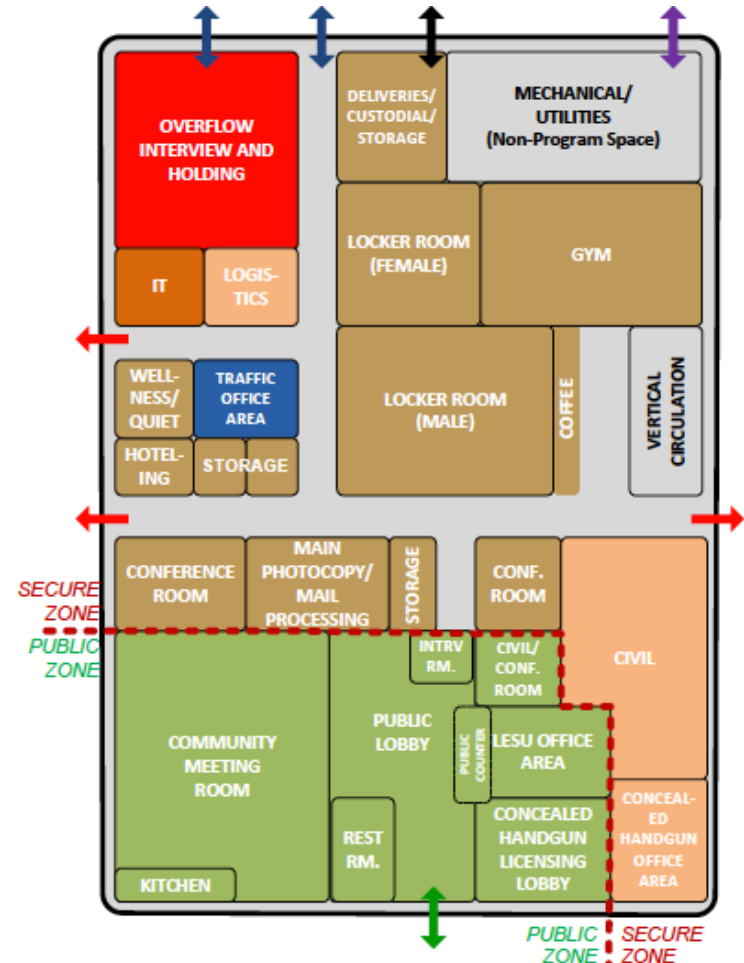 OVERFLOW
INTERVIEW AND
HOLDING
DELIVERIES/
CUSTODIAL/
STORAGE
MECHANICAL/
UTILITIES
(Non-Program Space)
LOCKER ROOM
(FEMALE)
GYM
IT
LOGIS-
TICS
WELL-
NESS/
QUIET
TRAFFIC
OFFICE
AREA
LOCKER ROOM
(MALE)
COFFEE
VERTICAL
CIRCULATION
HOTEL-
ING
STORAGE
CONFERENCE
ROOM
MAIN
PHOTOCOPY/
MAIL
PROCESSING
STORAGE
CONF.
ROOM
CIVIL
SECURE
ZONE
PUBLIC
ZONE
INTRV
RM.
CIVIL/
CONF.
ROOM
COMMUNITY
MEETING
ROOM
PUBLIC
LOBBY
PUBLIC
COUNTER
LESU OFFICE
AREA
REST
RM.
CONCEALED
HANDGUN
LICENSING
LOBBY
CONCEAL-
ED
HANDGUN
OFFICE
AREA
KITCHEN
PUBLIC
ZONE
SECURE
ZONE